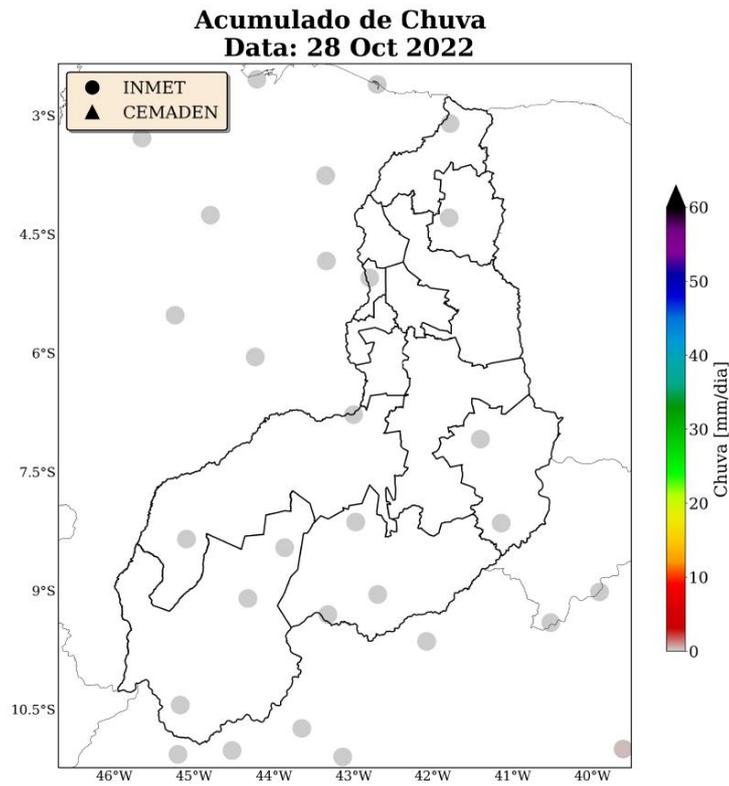 Acumulado de Chuva
Data: 28 Oct 2022
INMET
CEMADEN
3°S
4.5°S
6°S
7.5°S
9°S
10.5°S
46°W 45°W 44°W 43°W 42°W 41°W 40°W
60
50
40
30
20
10
0
Chuva [mm/dia]